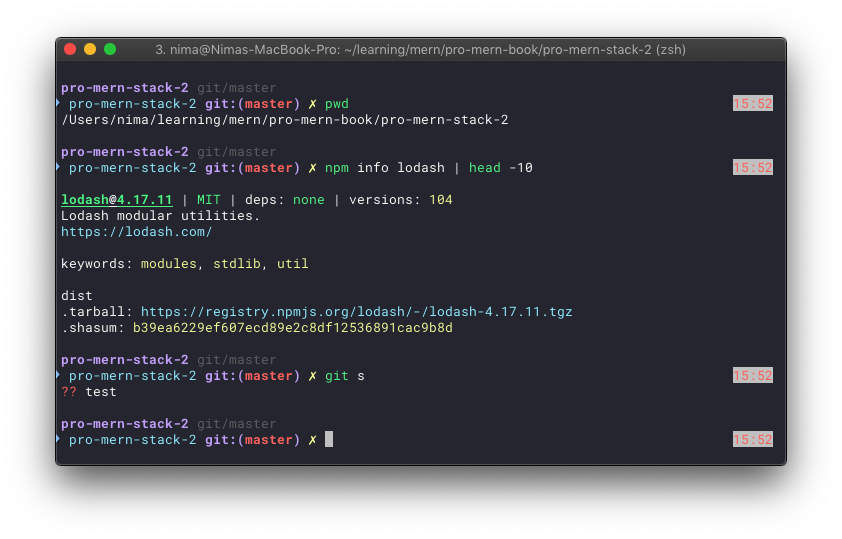 3. nima@Nimas-MacBook-Pro: ~/learning/mern/pro-mern-book/pro-mern-stack-2 (zsh)
pro-mern-stack-2 git/master
pro-mern-stack-2 git:(master) ✗ pwd 15:52
/Users/nima/learning/mern/pro-mern-book/pro-mern-stack-2
pro-mern-stack-2 git/master
pro-mern-stack-2 git:(master) ✗ npm info lodash | head -10 15:52
lodash@4.17.11 | MIT | deps: none | versions: 104
Lodash modular utilities.
https://lodash.com/
keywords: modules, stdlib, util
dist
.tarball: https://registry.npmjs.org/lodash/-/lodash-4.17.11.tgz
.shasum: b39ea6229ef607ecd89e2c8df12536891cac9b8d
pro-mern-stack-2 git/master
pro-mern-stack-2 git:(master) ✗ git s 15:52
?? test
pro-mern-stack-2 git/master
pro-mern-stack-2 git:(master) ✗ 15:52